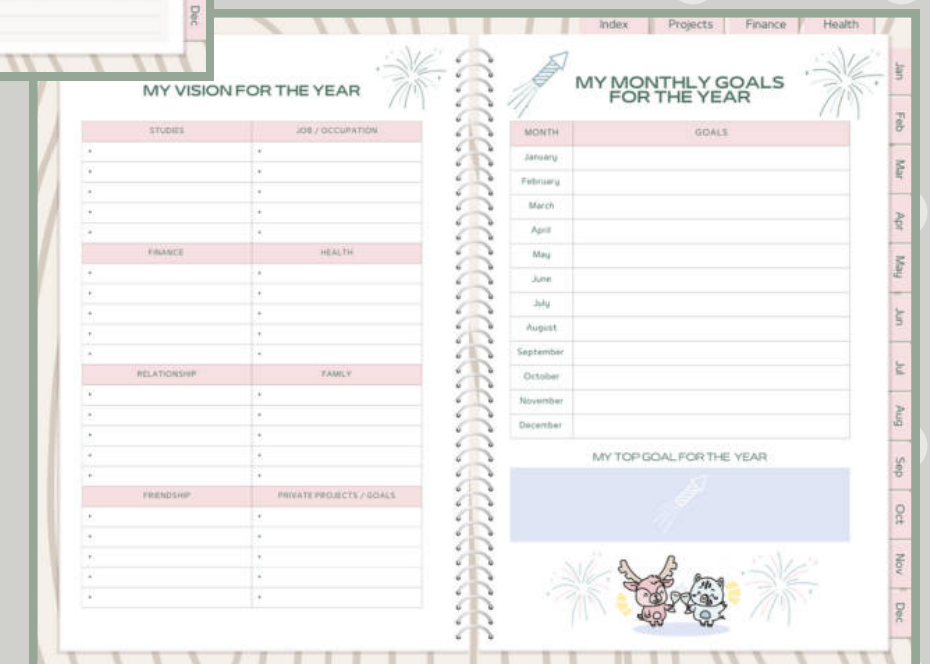 Dec
Index Projects Finance Health
MY VISION FOR THE YEAR
STUDIES JOB / OCCUPATION
FINANCE HEALTH
RELATIONSHIP FAMILY
FRIENDSHIP PRIVATE PROJECTS / GOALS
MY MONTHLY GOALS
FOR THE YEAR
MONTH GOALS
January
February
March
April
May
June
July
August
September
October
November
December
MY TOP GOAL FOR THE YEAR
Jan
Feb
Mar
Apr
May
Jun
Jul
Aug
Sep
Oct
Nov
Dec